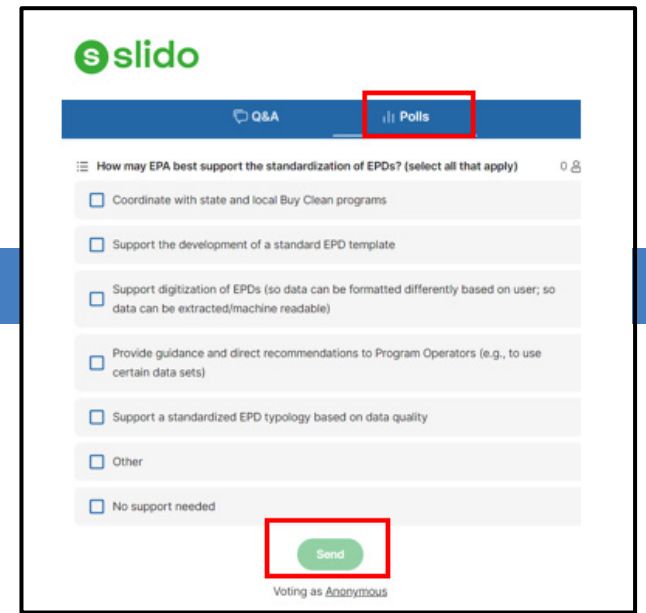 slido
Q&A Polls
How may EPA best support the standardization of EPDs? (select all that apply) 0
Coordinate with state and local Buy Clean programs
Support the development of a standard EPD template
Support digitization of EPDs (so data can be formatted differently based on user; so
data can be extracted/machine readable)
Provide guidance and direct recommendations to Program Operators (e.g., to use
certain data sets)
Support a standardized EPD typology based on data quality
Other
No support needed
Send
Voting as Anonymous